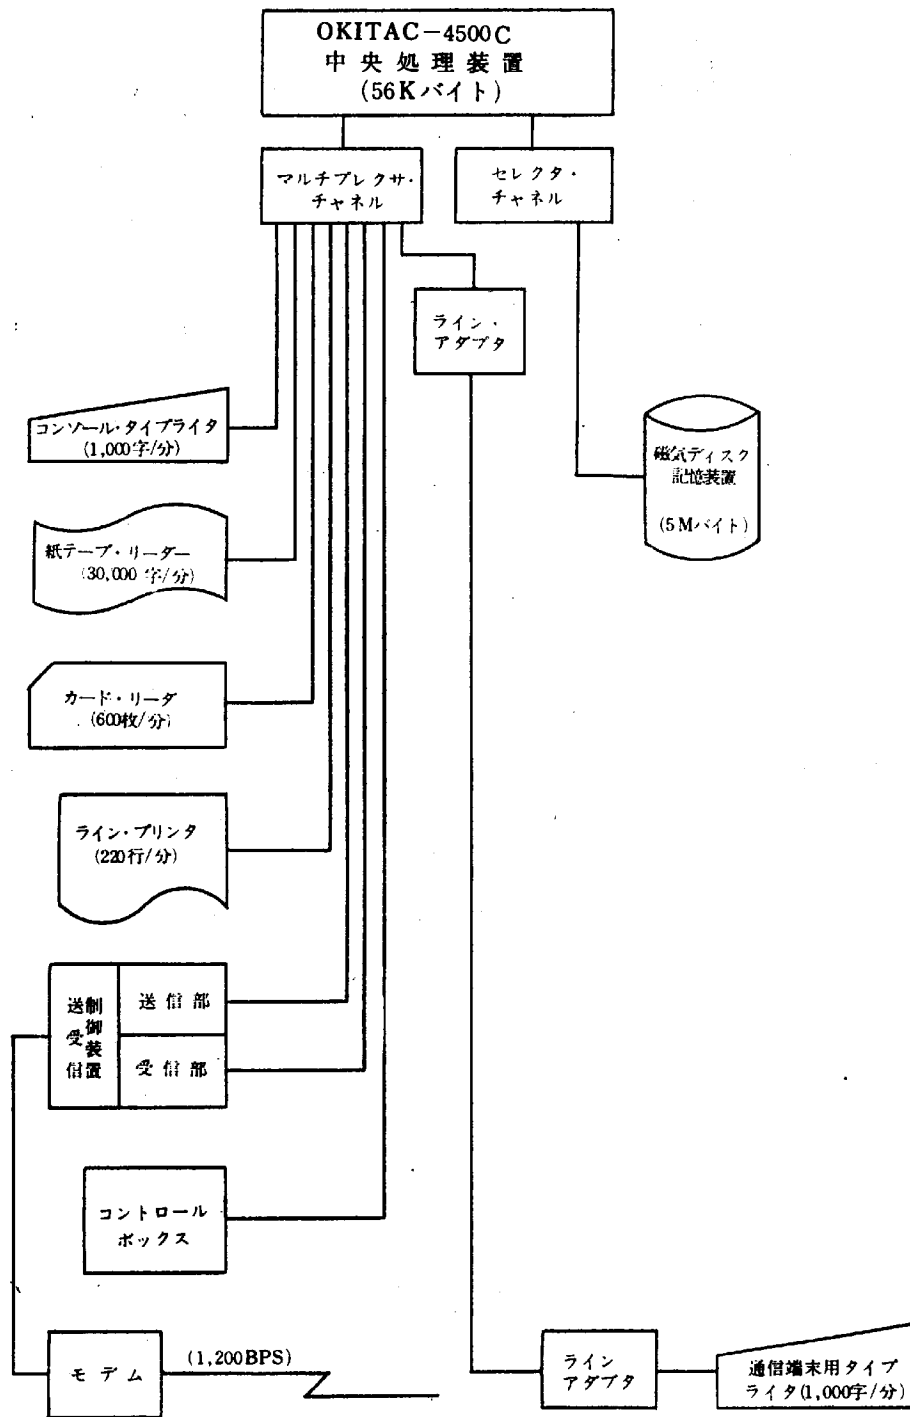 OKITAC-4500C
中央処理装置
(56Kバイト)
マルチプレクサ・
チャネル
セレクタ・
チャネル
ライン・
アダプタ
コンソール・タイプライタ
(1,000字/分)
磁気ディスク
記憶装置
(5Mバイト)
紙テープ・リーダー
(30,000字/分)
カード・リーダ
(600枚/分)
ライン・プリンタ
(220行/分)
送受信
制御装置
送信部
受信部
コントロール
ボックス
モデム
(1,200BPS)
ライン
アダプタ
通信端末用タイプ
ライタ(1,000字/分)